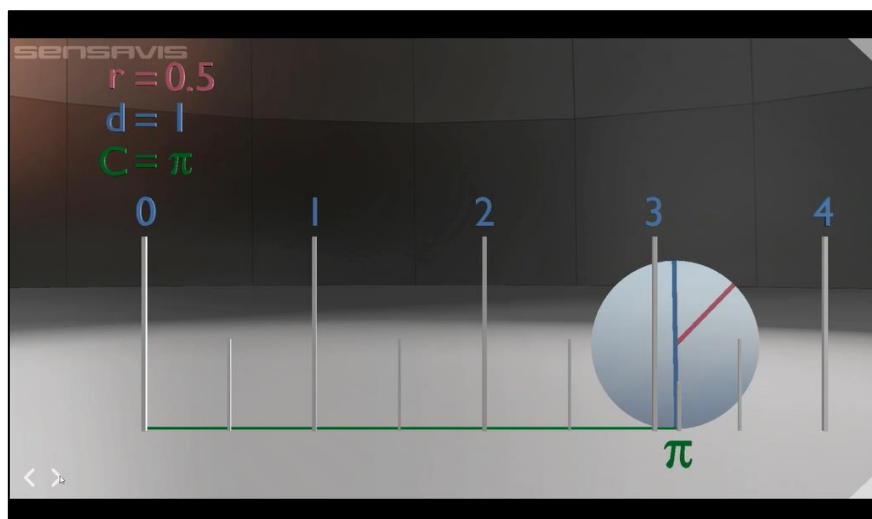 SENSAVIS
r = 0.5
d = 1
C = π
0 1 2 3 4
π